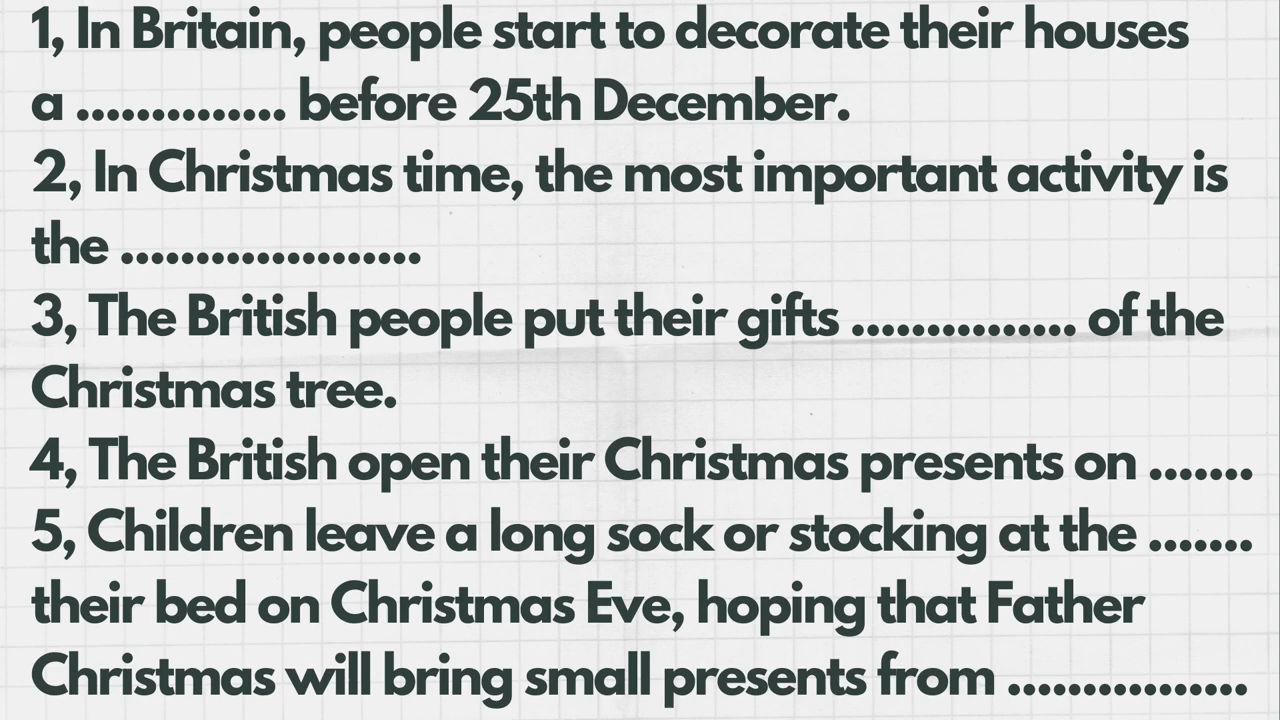 1, In Britain, people start to decorate their houses
a .............. before 25th December.
2, In Christmas time, the most important activity is
the ....................
3, The British people put their gifts ............... of the
Christmas tree.
4, The British open their Christmas presents on .......
5, Children leave a long sock or stocking at the .......
their bed on Christmas Eve, hoping that Father
Christmas will bring small presents from ................